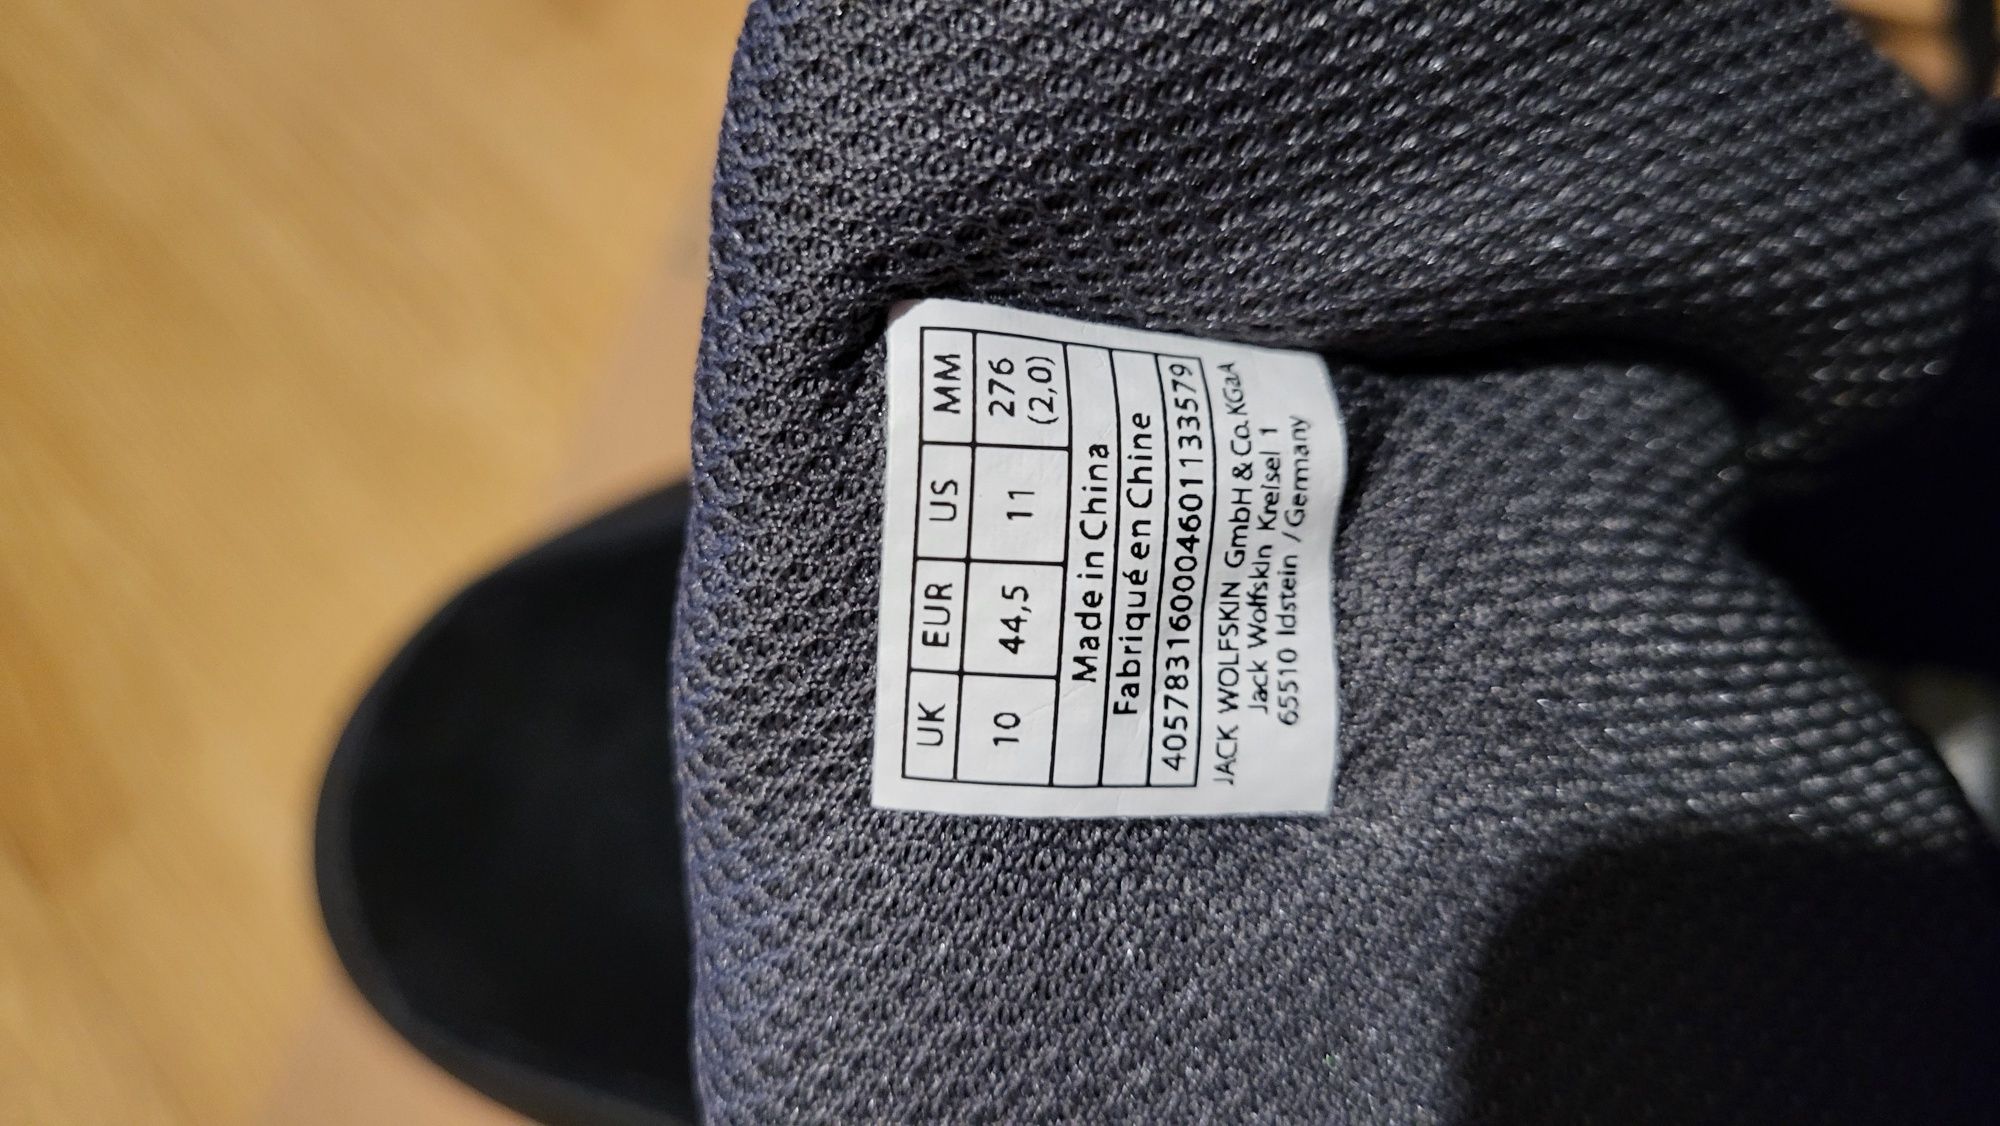 UK EUR US MM
10 44,5 11 276
(2,0)
Made in China
Fabriqué en Chine
405783160004601133579
JACK WOLFSKIN GmbH & Co. KGaA
Jack Wolfskin Kreisel 1
65510 Idstein / Germany